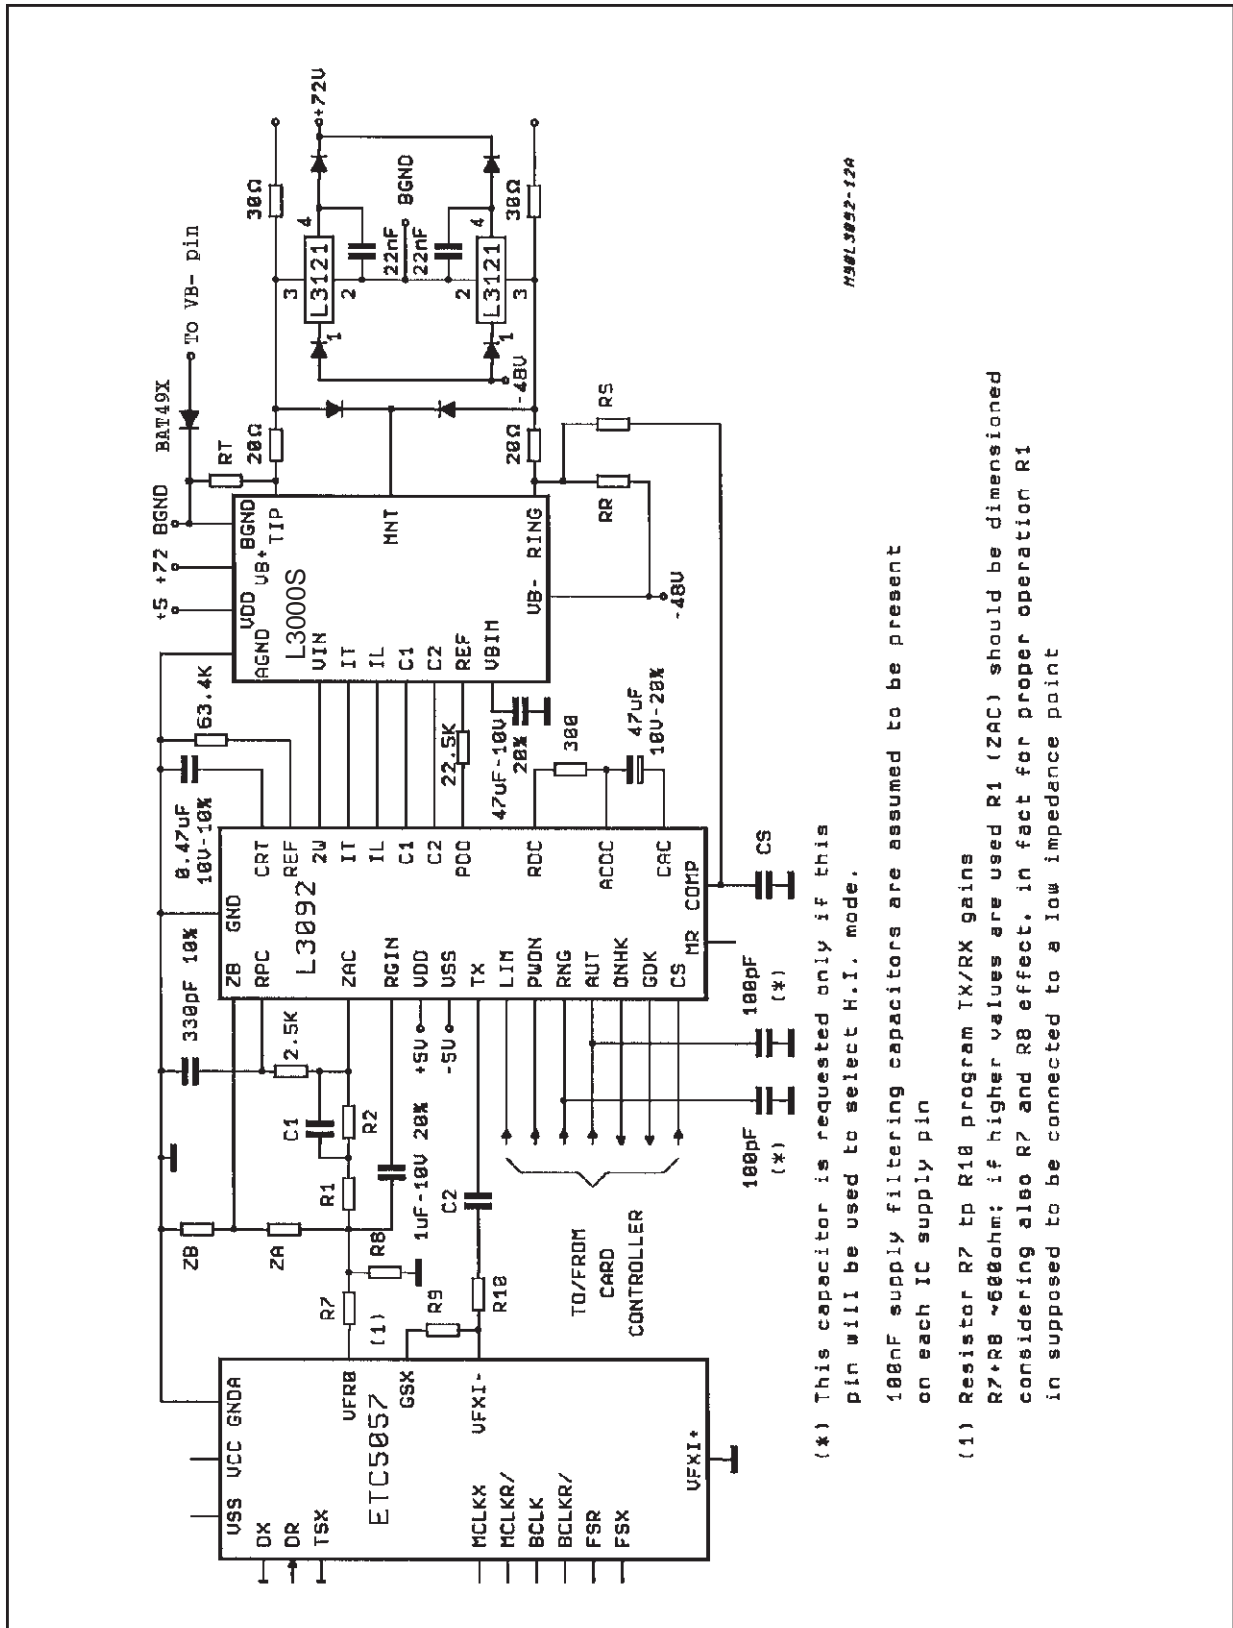 VSS
VCC
GNDA
DX
DR
TSX
ETC5057
VFRO
GSX
VFXI-
MCLKX
MCLKR/
BCLK
BCLKR/
FSR
FSX
VFXI+
ZB
ZA
R7
(1)
R8
R9
R10
R1
C1
R2
330pF 10%
2.5K
1uF-10V 20%
C2
+5V
-5V
TO/FROM
CARD
CONTROLLER
100pF
(*)
100pF
(*)
ZB
GND
RPC
L3092
ZAC
RGIN
VDD
VSS
TX
LIM
PWDN
RNG
AUT
ONHK
GDK
CS
MR
COMP
CRT
REF
2W
IT
IL
C1
C2
PDO
RDC
ACDC
CAC
CS
0.47uF
10V-10%
63.4K
22.5K
47uF-10V
20%
300
47uF
10V-20%
+5
+72
BGND
AGND
VDD
VB+
BGND
L3000S
VIN
IT
IL
C1
C2
REF
VBIM
TIP
MNT
VB-
RING
-48V
BAT49X
To VB- pin
RT
20Ω
20Ω
RR
RS
30Ω
30Ω
+72V
L3121
1
2
3
4
22nF
BGND
22nF
L3121
1
2
3
4
-48V
(*) This capacitor is requested only if this
pin will be used to select H.I. mode.
100nF supply filtering capacitors are assumed to be present
on each IC supply pin
(1) Resistor R7 tp R10 program TX/RX gains
R7+R8 ~600ohm; if higher values are used R1 (ZAC) should be dimensioned
considering also R7 and R8 effect. in fact for proper operation R1
in supposed to be connected to a low impedance point
M90L3092-12A